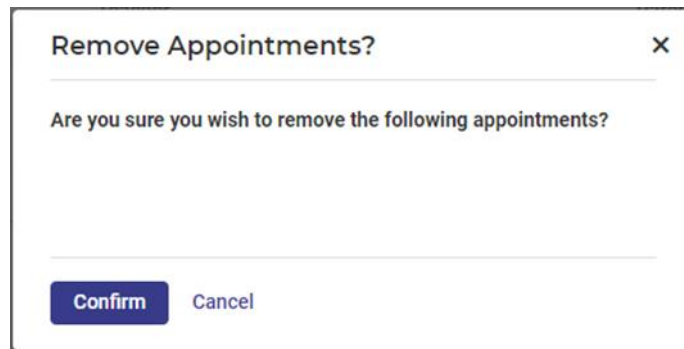 Remove Appointments?
Are you sure you wish to remove the following appointments?
Confirm Cancel